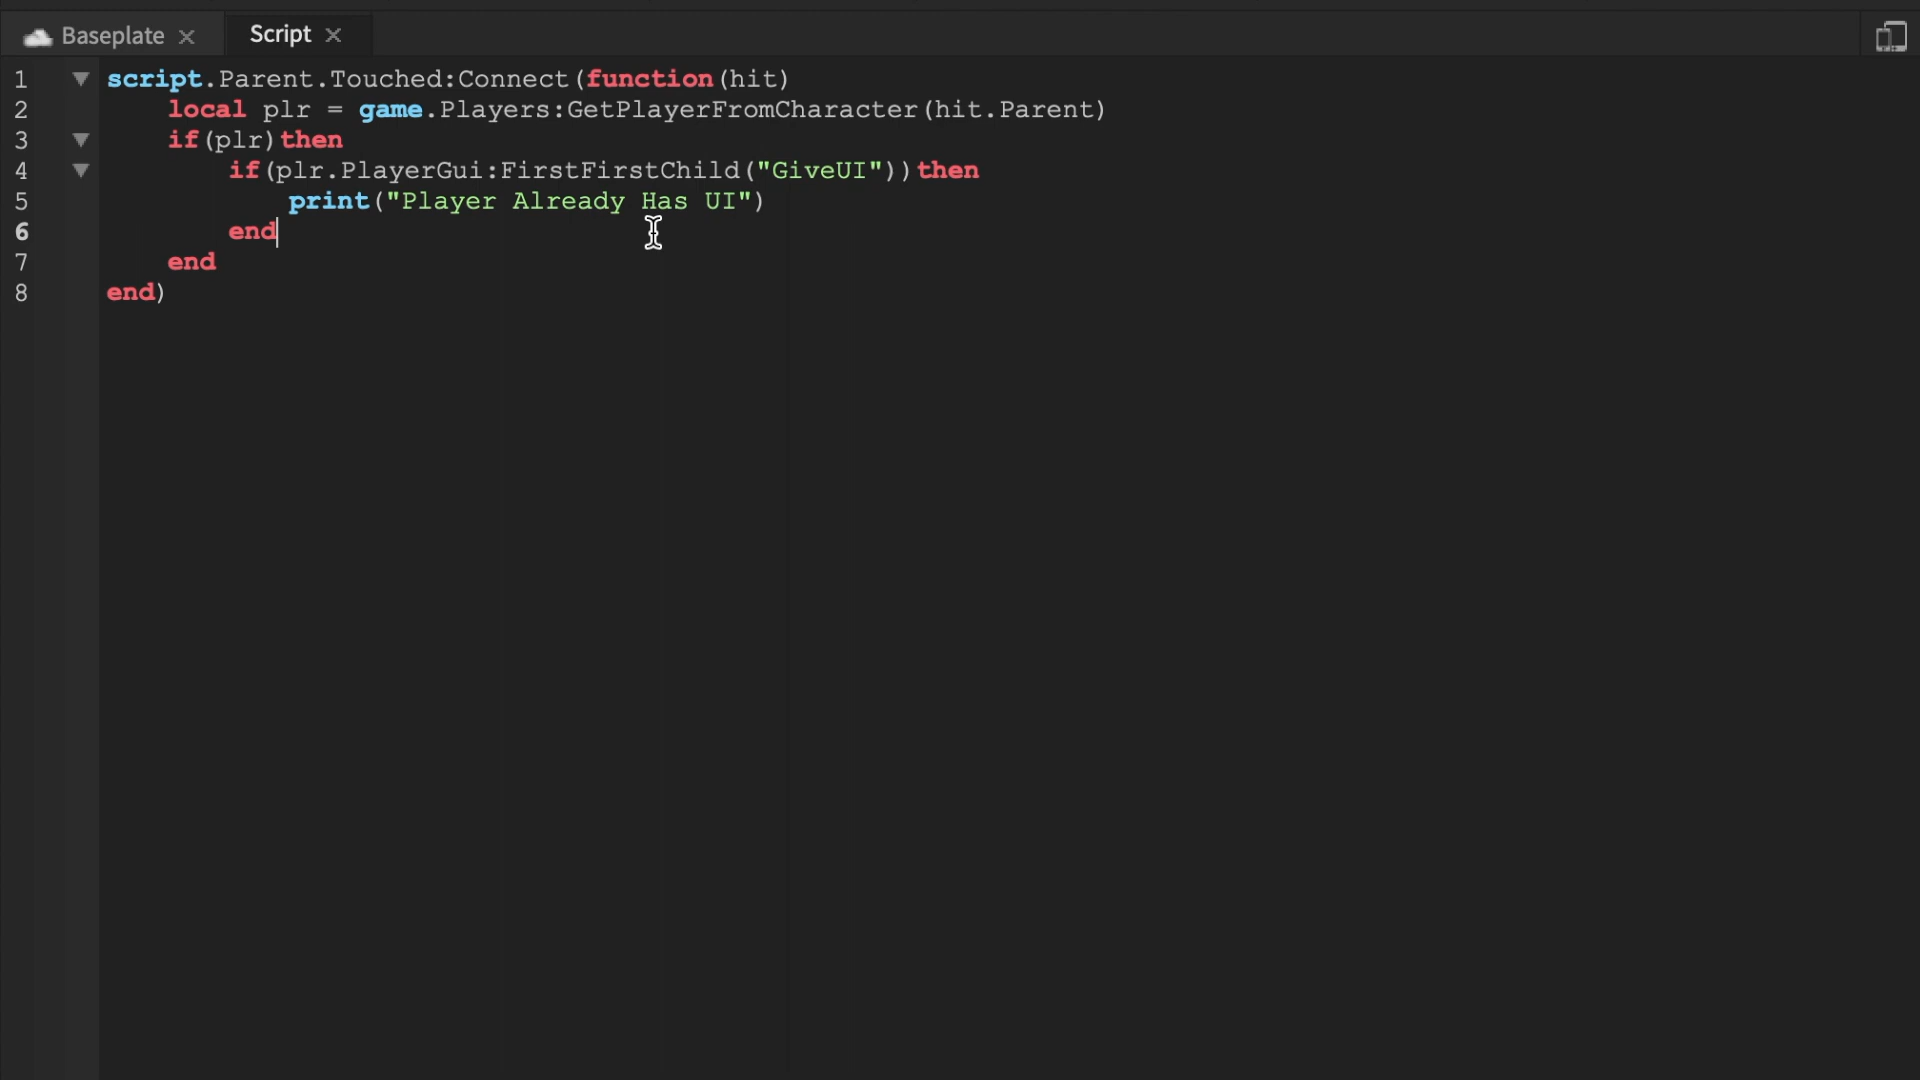 Baseplate × Script ×
1 script.Parent.Touched:Connect(function(hit)
2 local plr = game.Players:GetPlayerFromCharacter(hit.Parent)
3 if(plr)then
4 if(plr.PlayerGui:FirstFirstChild("GiveUI"))then
5 print("Player Already Has UI")
6 end
7 end
8 end)